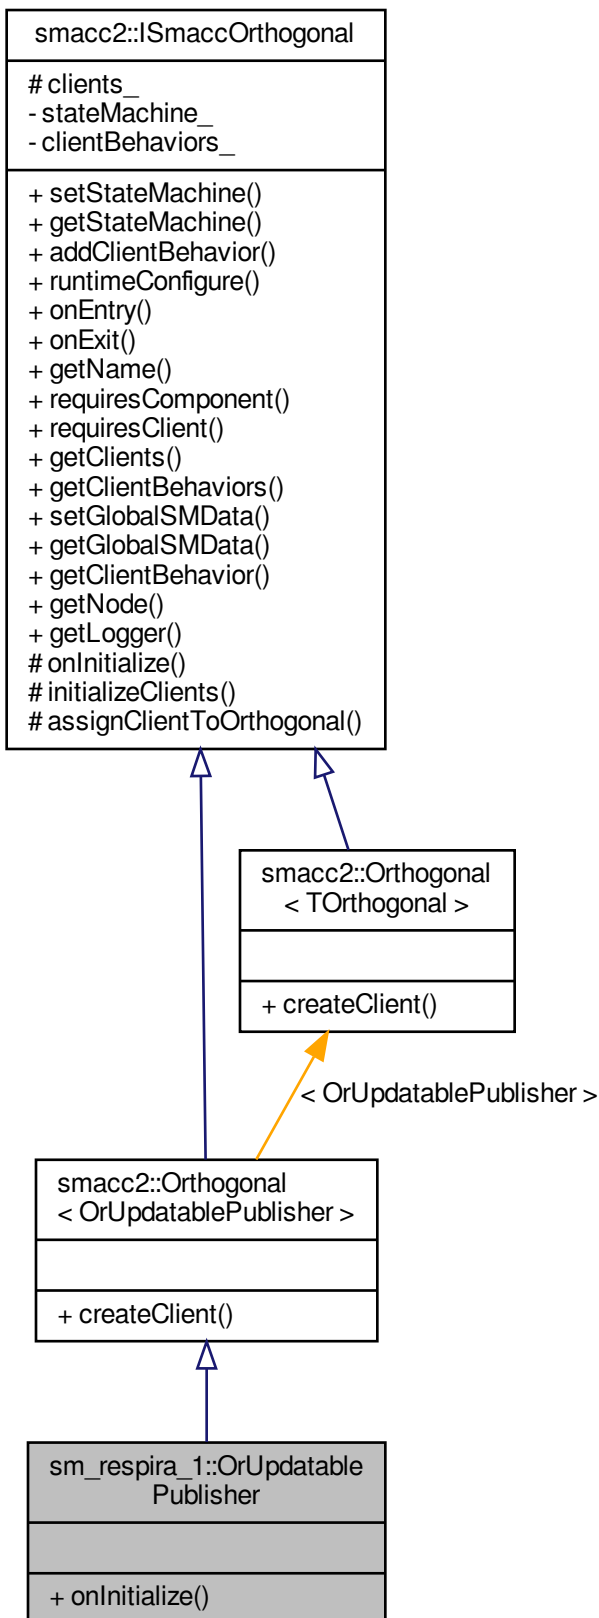 smacc2::ISmaccOrthogonal
# clients_
- stateMachine_
- clientBehaviors_
+ setStateMachine()
+ getStateMachine()
+ addClientBehavior()
+ runtimeConfigure()
+ onEntry()
+ onExit()
+ getName()
+ requiresComponent()
+ requiresClient()
+ getClients()
+ getClientBehaviors()
+ setGlobalSMData()
+ getGlobalSMData()
+ getClientBehavior()
+ getNode()
+ getLogger()
# onInitialize()
# initializeClients()
# assignClientToOrthogonal()
smacc2::Orthogonal
< TOrthogonal >
+ createClient()
< OrUpdatablePublisher >
smacc2::Orthogonal
< OrUpdatablePublisher >
+ createClient()
sm_respira_1::OrUpdatable
Publisher
+ onInitialize()